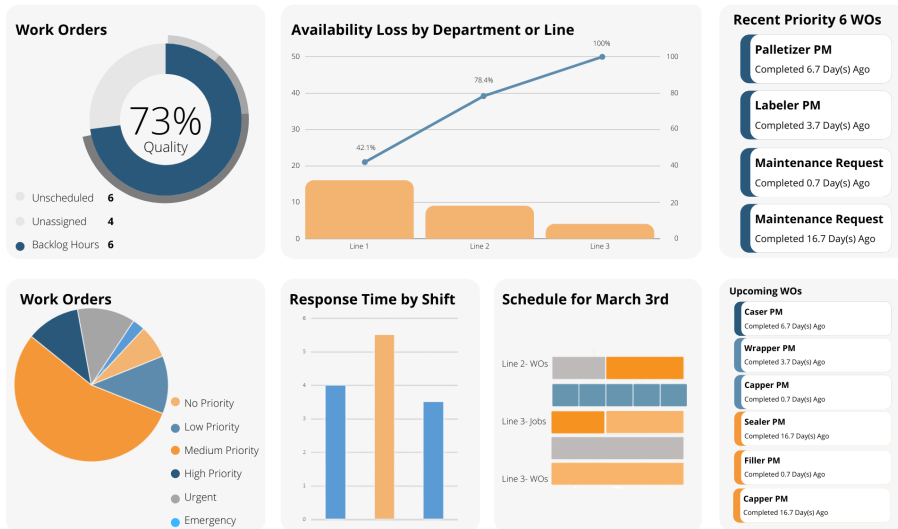 Work Orders
73%
Quality
Unscheduled 6
Unassigned 4
Backlog Hours 6
Availability Loss by Department or Line
50
40
30
20
10
0
100
80
60
40
20
0
42.1%
78.4%
100%
Line 1
Line 2
Line 3
Recent Priority 6 WOs
Palletizer PM
Completed 6.7 Day(s) Ago
Labeler PM
Completed 3.7 Day(s) Ago
Maintenance Request
Completed 0.7 Day(s) Ago
Maintenance Request
Completed 16.7 Day(s) Ago
Work Orders
No Priority
Low Priority
Medium Priority
High Priority
Urgent
Emergency
Response Time by Shift
6
5
4
3
2
1
0
Schedule for March 3rd
Line 2- WOs
Line 3- Jobs
Line 3- WOs
Upcoming WOs
Caser PM
Completed 6.7 Day(s) Ago
Wrapper PM
Completed 3.7 Day(s) Ago
Capper PM
Completed 0.7 Day(s) Ago
Sealer PM
Completed 16.7 Day(s) Ago
Filler PM
Completed 0.7 Day(s) Ago
Capper PM
Completed 16.7 Day(s) Ago